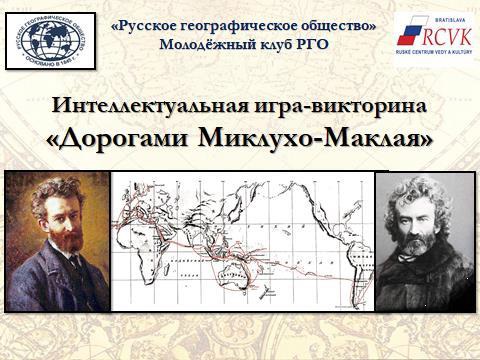 «Русское географическое общество»
Молодёжный клуб РГО
РУССКОЕ ГЕОГРАФИЧЕСКОЕ ОБЩЕСТВО
ОСНОВАНО В 1845 г.
BRATISLAVA
RCVK
RUSKÉ CENTRUM VEDY A KULTÚRY
Интеллектуальная игра-викторина
«Дорогами Миклухо-Маклая»